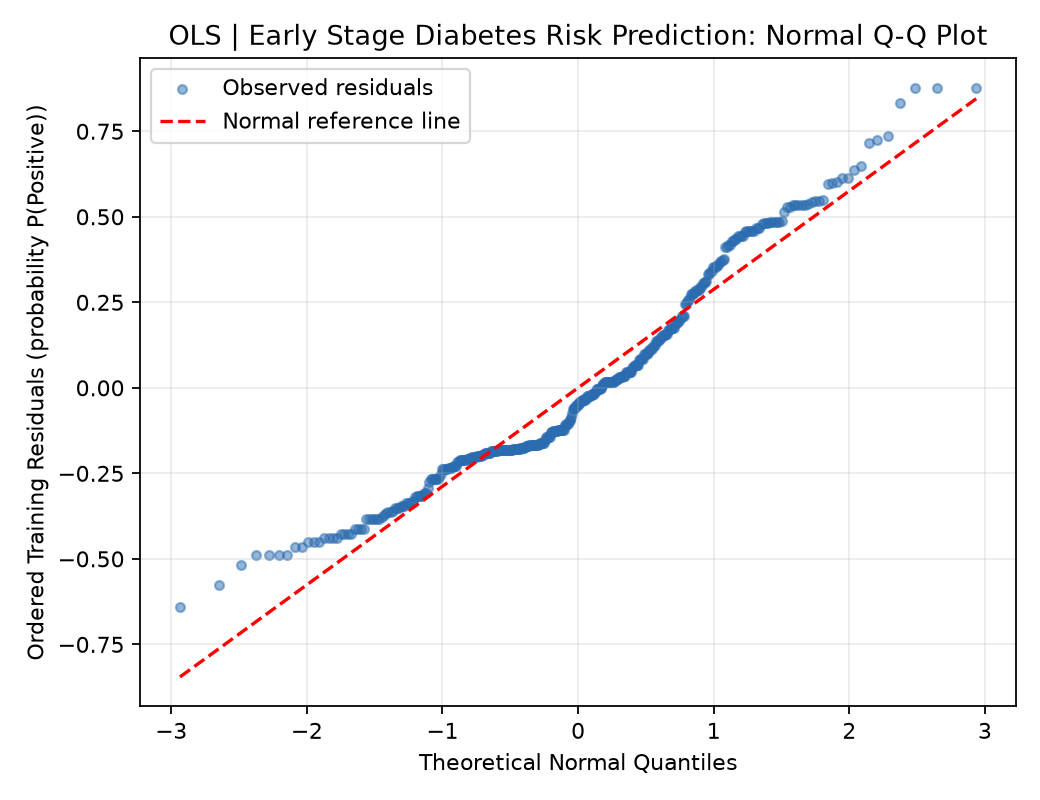 OLS | Early Stage Diabetes Risk Prediction: Normal Q-Q Plot
Observed residuals
Normal reference line
Ordered Training Residuals (probability P(Positive))
0.75
0.50
0.25
0.00
−0.25
−0.50
−0.75
−3
−2
−1
0
1
2
3
Theoretical Normal Quantiles